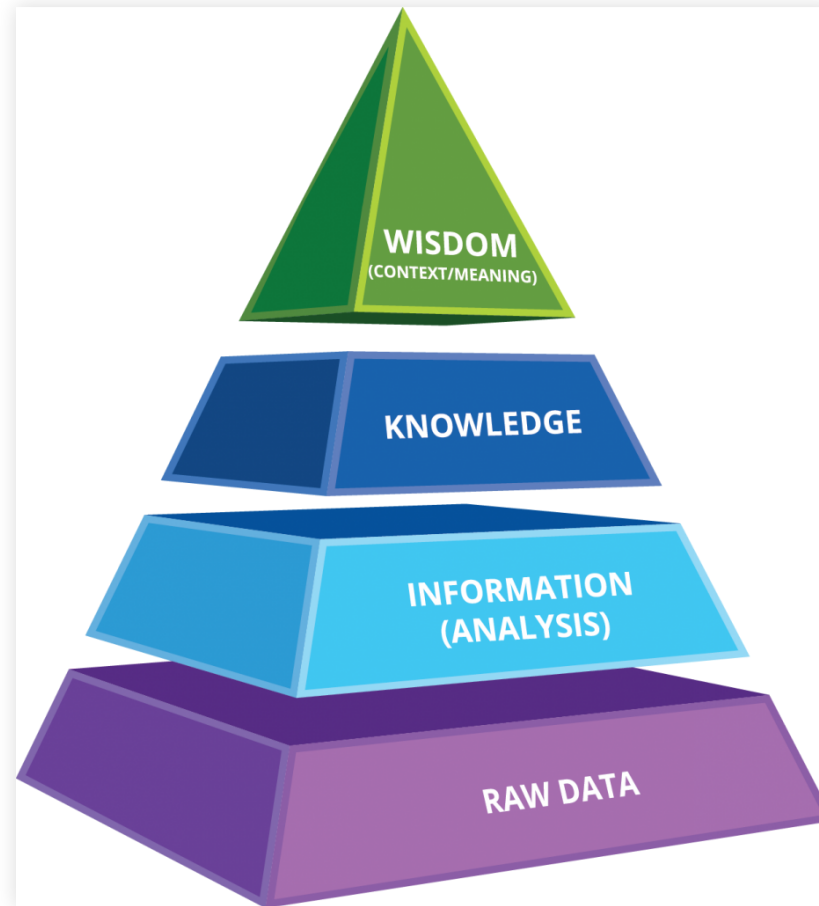 WISDOM
(CONTEXT/MEANING)
KNOWLEDGE
INFORMATION
(ANALYSIS)
RAW DATA